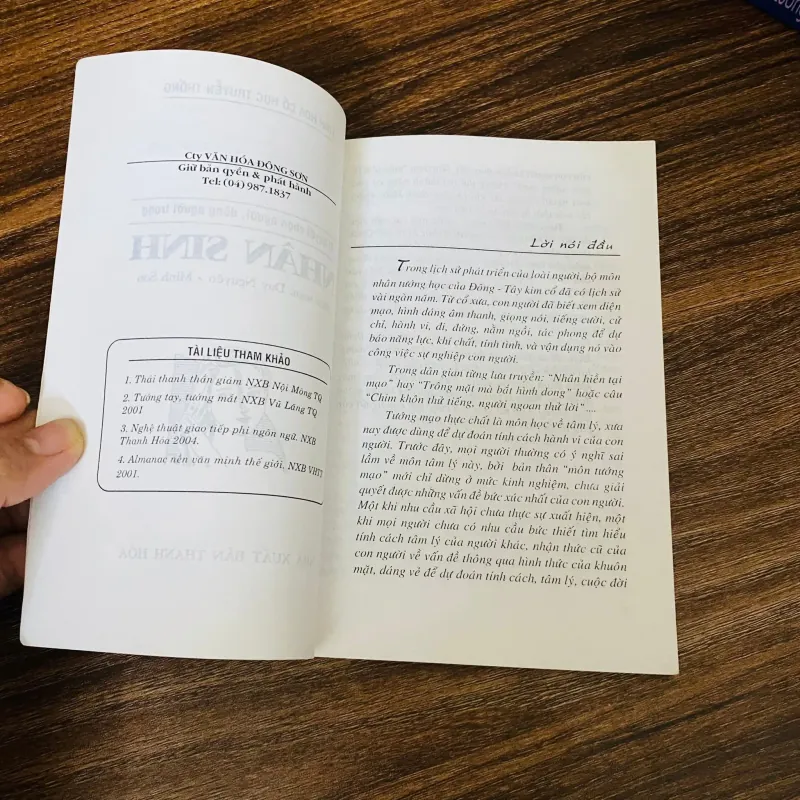 Cty VĂN HÓA ĐÔNG SƠN
Giữ bản qyền & phát hành
Tel: (04) 987.1837
TÀI LIỆU THAM KHẢO
1. Thái thanh thần giám NXB Nội Mông TQ
2. Tướng tay, tướng mắt NXB Vũ Lăng TQ
2001
3. Nghệ thuật giao tiếp phi ngôn ngữ. NXB
Thanh Hóa 2004.
4. Almanac nền văn minh thế giới, NXB VHTT
2001.
Lời nói đầu
Trong lịch sử phát triển của loài người, bộ môn
nhân tướng học của Đông - Tây kim cổ đã có lịch sử
vài ngàn năm. Từ cổ xưa, con người đã biết xem diện
mạo, hình dáng âm thanh, giọng nói, tiếng cười, cử
chỉ, hành vi, đi, đứng, nằm ngồi, tác phong để dự
báo năng lực, khí chất, tính tình, và vận dụng nó vào
công việc sự nghiệp con người.
Trong dân gian từng lưu truyền: “Nhân hiền tại
mạo” hay “Trông mặt mà bắt hình dong” hoặc câu
“Chim khôn thử tiếng, người ngoan thử lời“ ....
Tướng mạo thực chất là môn học về tâm lý, xưa
nay được dùng để dự đoán tính cách hành vi của con
người. Trước đây, mọi người thường có ý nghĩ sai
lầm về môn tâm lý này, bởi bản thân “môn tướng
mạo” mới chỉ dừng ở mức kinh nghiệm, chưa giải
quyết được những vấn đề bức xúc nhất của con người.
Một khi nhu cầu xã hội chưa thực sự xuất hiện, một
khi mọi người chưa có nhu cầu bức thiết tìm hiểu
tính cách tâm lý của người khác, nhận thức cũ của
con người về vấn đề thông qua hình thức của khuôn
mặt, dáng vẻ để dự đoán tính cách, tâm lý, cuộc đời